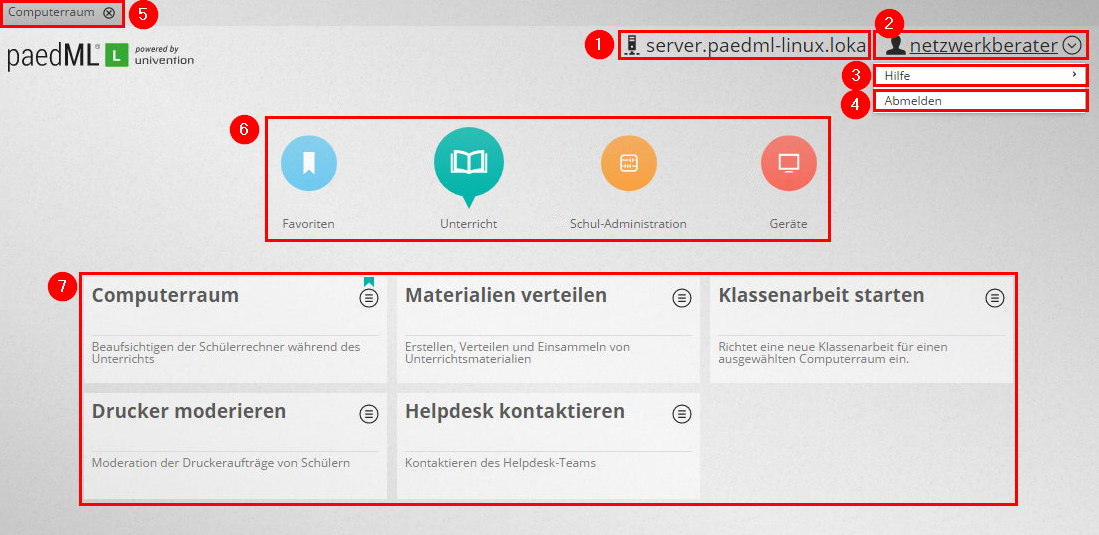 Computerraum
5
paedML® L powered by
univention
1
server.paedml-linux.loka
2
netzwerkberater
3
Hilfe
4
Abmelden
6
Favoriten
Unterricht
Schul-Administration
Geräte
7
Computerraum
Beaufsichtigen der Schülerrechner während des
Unterrichts
Materialien verteilen
Erstellen, Verteilen und Einsammeln von
Unterrichtsmaterialien
Klassenarbeit starten
Richtet eine neue Klassenarbeit für einen
ausgewählten Computerraum ein.
Drucker moderieren
Moderation der Druckeraufträge von Schülern
Helpdesk kontaktieren
Kontaktieren des Helpdesk-Teams